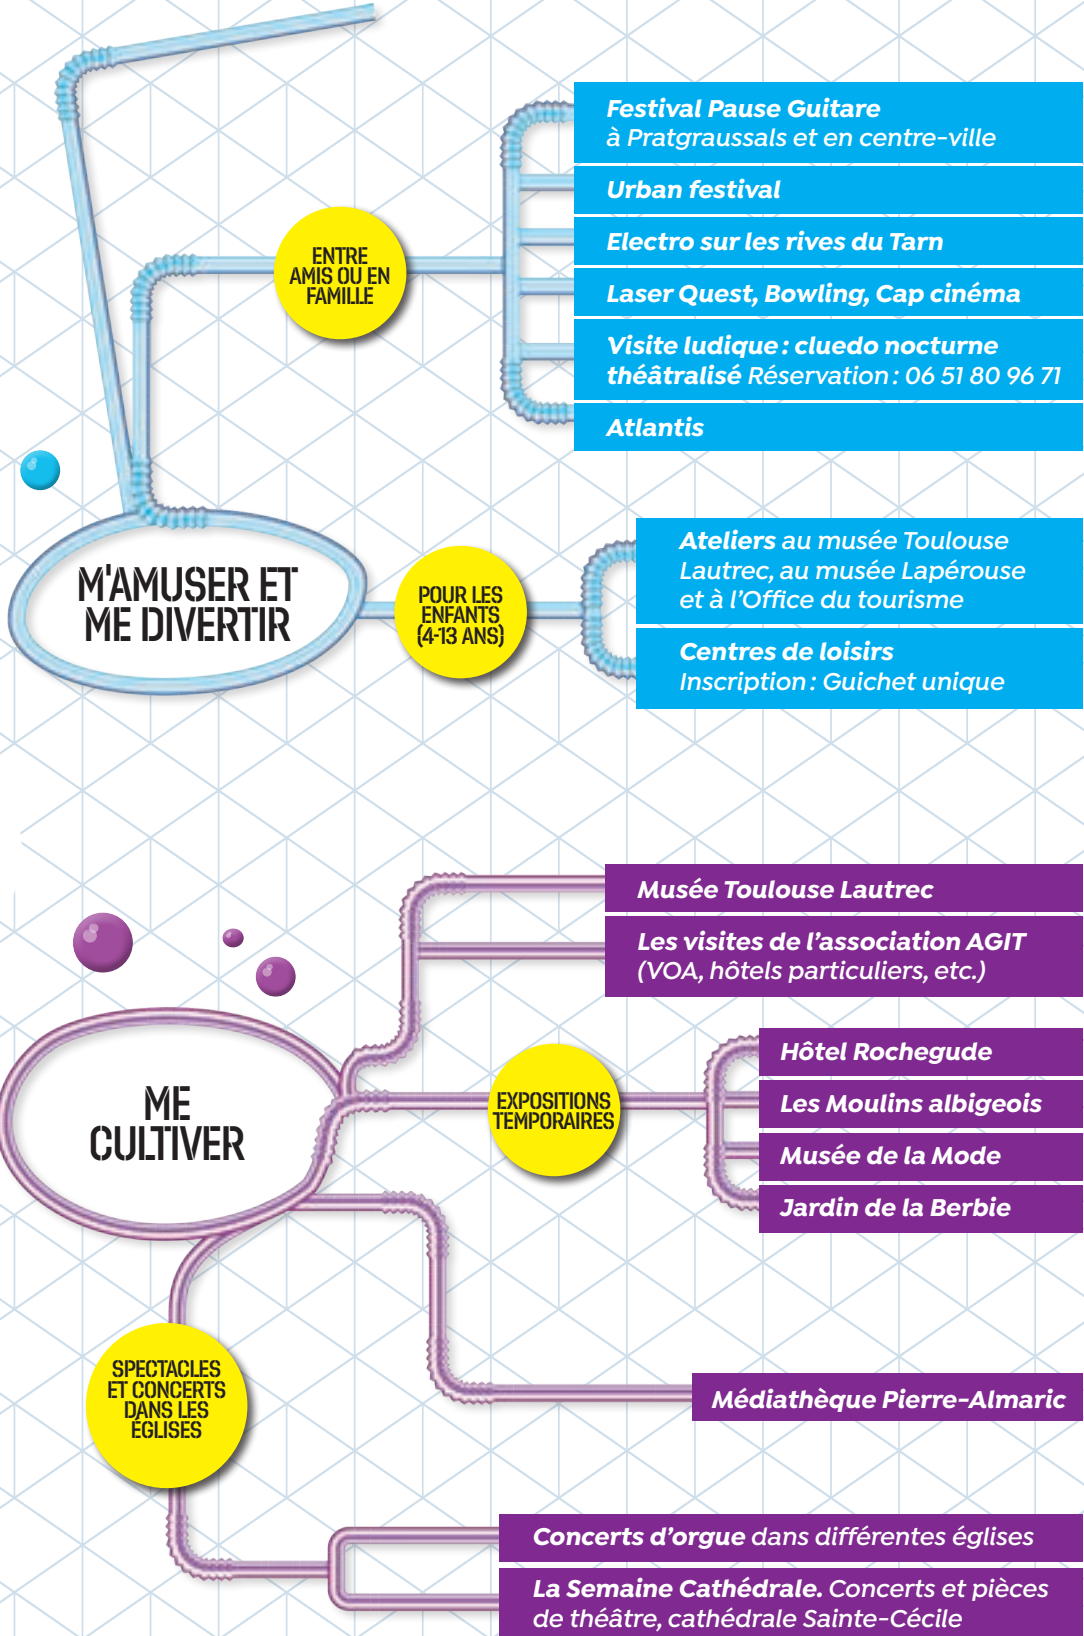 Festival Pause Guitare
à Pratgraussals et en centre-ville
Urban festival
Electro sur les rives du Tarn
Laser Quest, Bowling, Cap cinéma
Visite ludique : cluedo nocturne
théâtralisé Réservation : 06 51 80 96 71
Atlantis
ENTRE
AMIS OU EN
FAMILLE
M'AMUSER ET
ME DIVERTIR
POUR LES
ENFANTS
(4-13 ANS)
Ateliers au musée Toulouse
Lautrec, au musée Lapérouse
et à l'Office du tourisme
Centres de loisirs
Inscription : Guichet unique
Musée Toulouse Lautrec
Les visites de l'association AGIT
(VOA, hôtels particuliers, etc.)
ME
CULTIVER
EXPOSITIONS
TEMPORAIRES
Hôtel Rochegude
Les Moulins albigeois
Musée de la Mode
Jardin de la Berbie
Médiathèque Pierre-Almaric
SPECTACLES
ET CONCERTS
DANS LES
ÉGLISES
Concerts d'orgue dans différentes églises
La Semaine Cathédrale. Concerts et pièces
de théâtre, cathédrale Sainte-Cécile